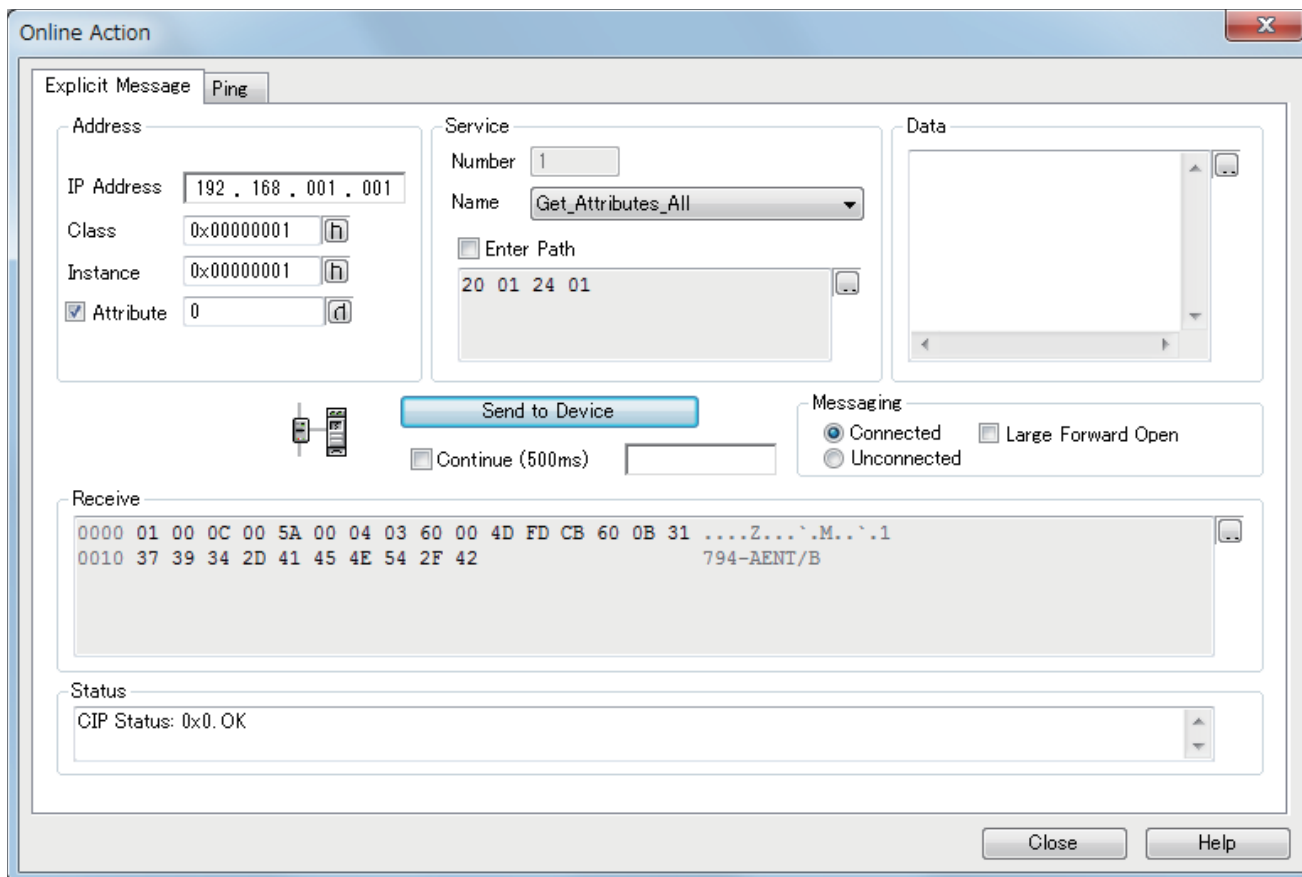 Online Action
Explicit Message
Ping
Address
IP Address 192 . 168 . 001 . 001
Class 0x00000001 h
Instance 0x00000001 h
Attribute 0 d
Service
Number 1
Name Get_Attributes_All
Enter Path
20 01 24 01
..
Data
..
Send to Device
Continue (500ms)
Messaging
Connected
Large Forward Open
Unconnected
Receive
0000 01 00 0C 00 5A 00 04 03 60 00 4D FD CB 60 0B 31 ....Z...`.M..`.1
0010 37 39 34 2D 41 45 4E 54 2F 42 794-AENT/B
..
Status
CIP Status: 0x0. OK
Close
Help